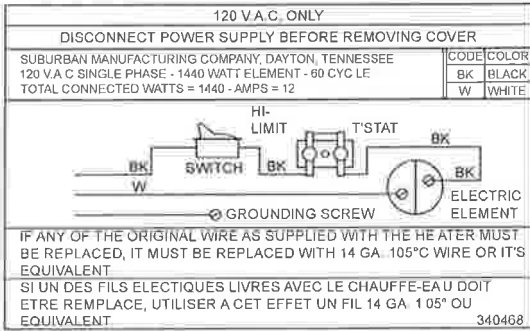 120 V.A.C. ONLY
DISCONNECT POWER SUPPLY BEFORE REMOVING COVER
SUBURBAN MANUFACTURING COMPANY, DAYTON, TENNESSEE
120 V.A.C SINGLE PHASE - 1440 WATT ELEMENT - 60 CYC LE
TOTAL CONNECTED WATTS = 1440 - AMPS = 12
CODE COLOR
BK BLACK
W WHITE
HI-
LIMIT T'STAT
BK
BK SWITCH BK BK
W
ELECTRIC
ELEMENT
GROUNDING SCREW
IF ANY OF THE ORIGINAL WIRE AS SUPPLIED WITH THE HEATER MUST
BE REPLACED, IT MUST BE REPLACED WITH 14 GA. 105°C WIRE OR IT'S
EQUIVALENT
SI UN DES FILS ELECTIQUES LIVRES AVEC LE CHAUFFE-EAU DOIT
ETRE REMPLACE, UTILISER A CET EFFET UN FIL 14 GA. 105° OU
EQUIVALENT
340468